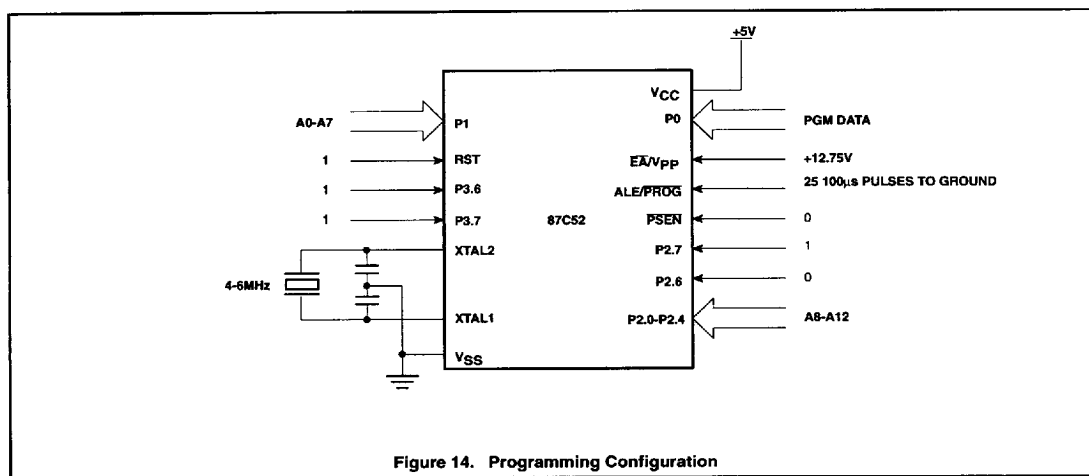 +5V
VCC
A0-A7
P1
P0
PGM DATA
1
RST
EA/VPP
+12.75V
1
P3.6
ALE/PROG
25 100µs PULSES TO GROUND
1
P3.7
87C52
PSEN
0
XTAL2
P2.7
1
4-6MHz
P2.6
0
XTAL1
P2.0-P2.4
A8-A12
VSS
Figure 14. Programming Configuration